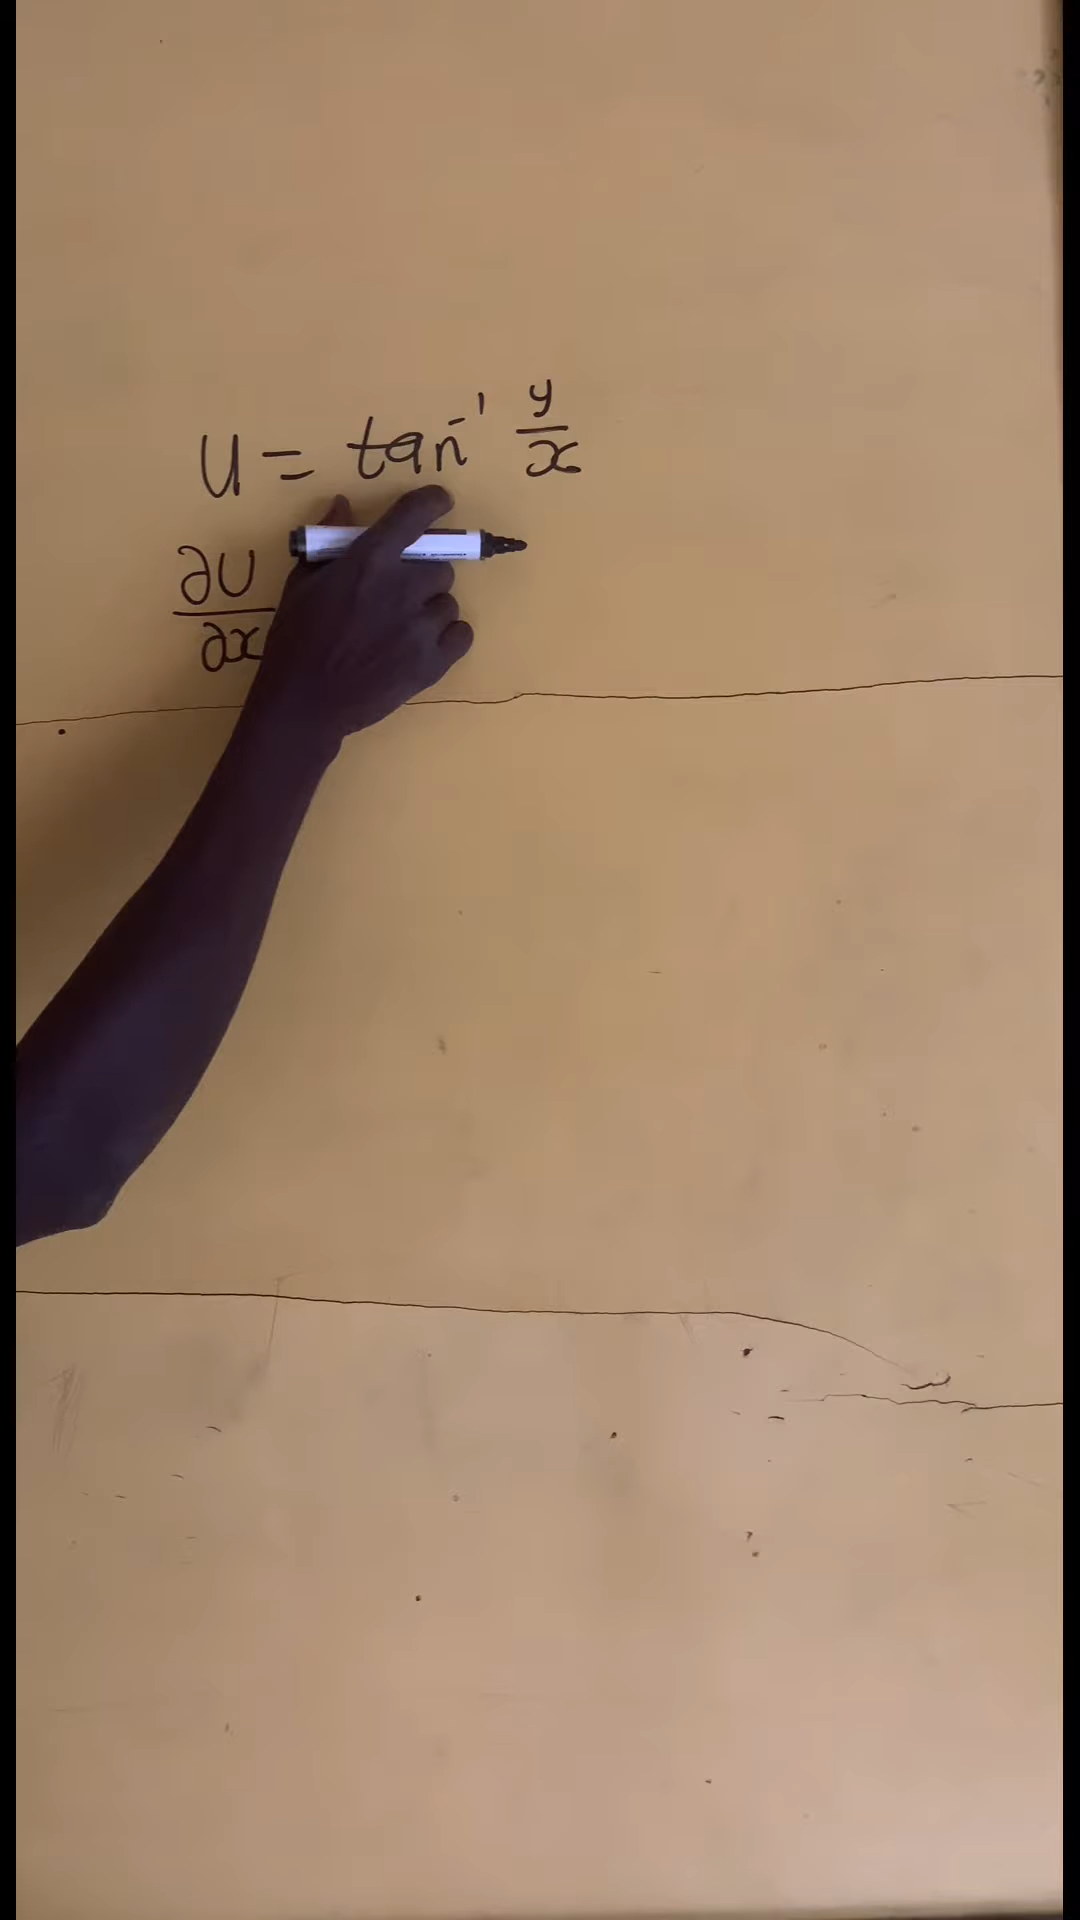 U = tan⁻¹ y/x
∂U/∂x